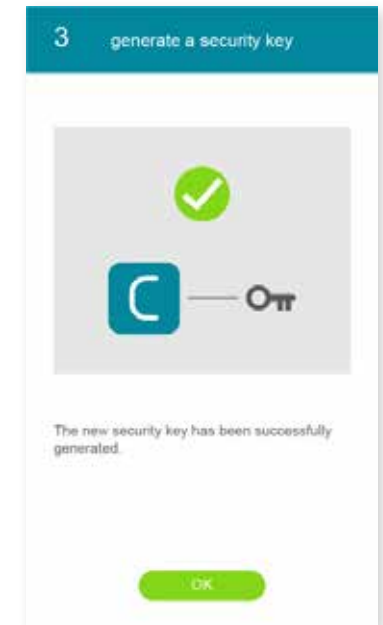 3 generate a security key
The new security key has been successfully
generated.
OK